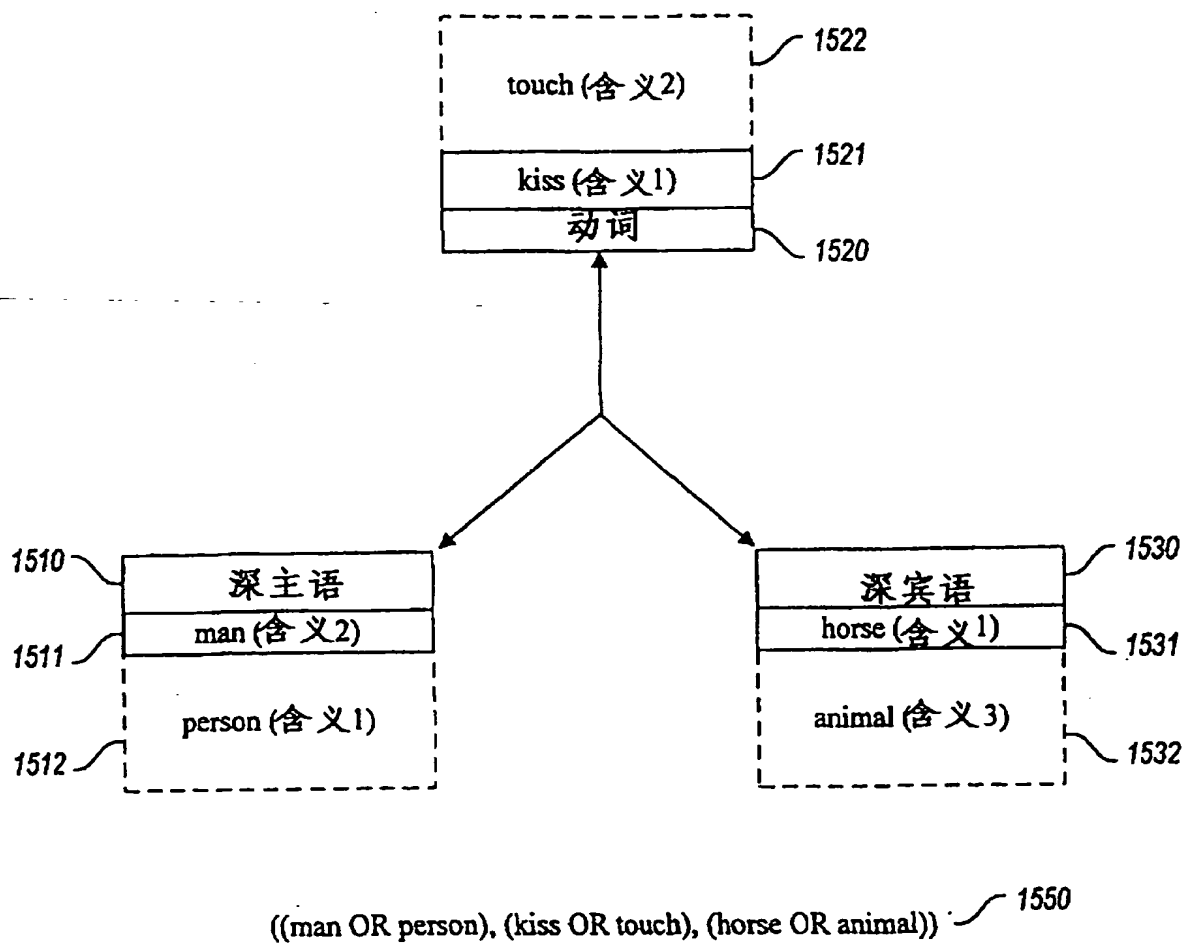 1522
touch (含义2)
1521
kiss (含义1)
动词
1520
1510
深主语
1530
深宾语
man (含义2)
1511
horse (含义1)
1531
person (含义1)
1512
animal (含义3)
1532
((man OR person), (kiss OR touch), (horse OR animal))
1550